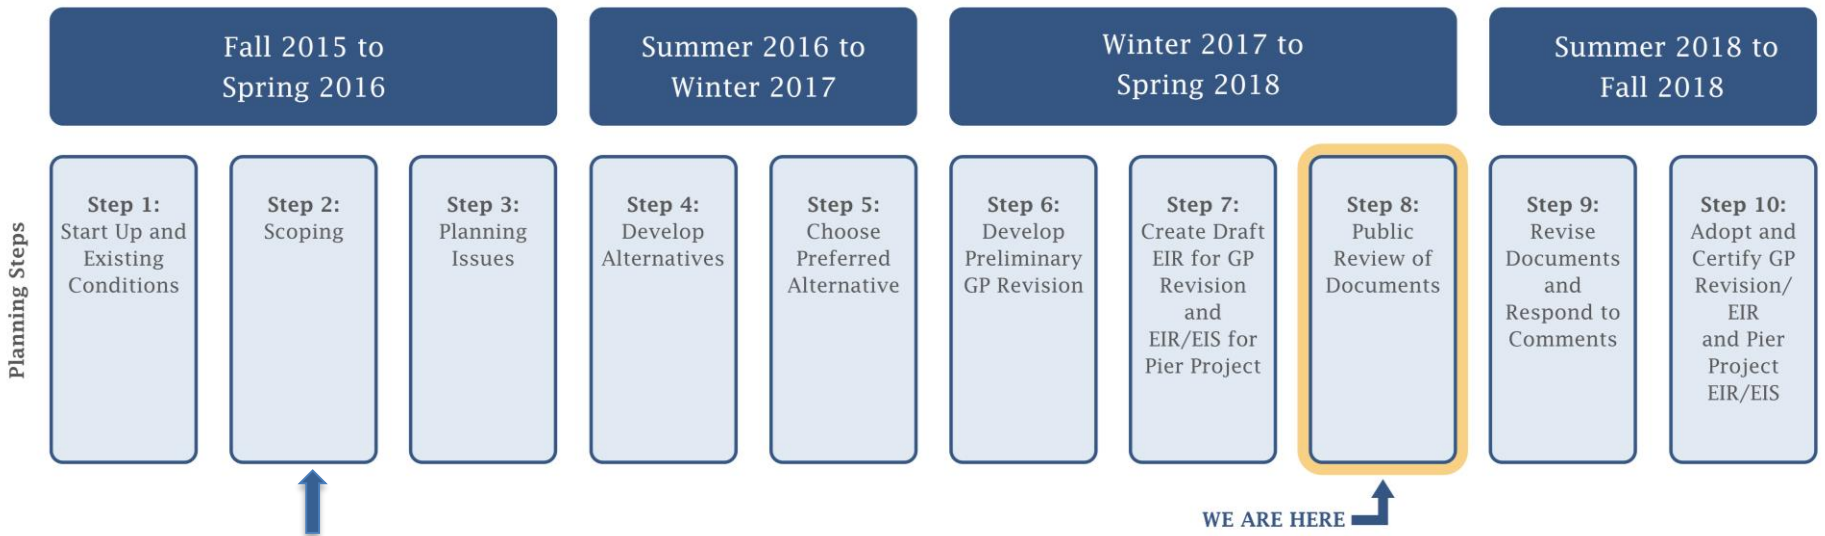 Fall 2015 to
Spring 2016
Summer 2016 to
Winter 2017
Winter 2017 to
Spring 2018
Summer 2018 to
Fall 2018
Planning Steps
Step 1:
Start Up and
Existing
Conditions
Step 2:
Scoping
Step 3:
Planning
Issues
Step 4:
Develop
Alternatives
Step 5:
Choose
Preferred
Alternative
Step 6:
Develop
Preliminary
GP Revision
Step 7:
Create Draft
EIR for GP
Revision
and
EIR/EIS for
Pier Project
Step 8:
Public
Review of
Documents
Step 9:
Revise
Documents
and
Respond to
Comments
Step 10:
Adopt and
Certify GP
Revision/
EIR
and Pier
Project
EIR/EIS
WE ARE HERE